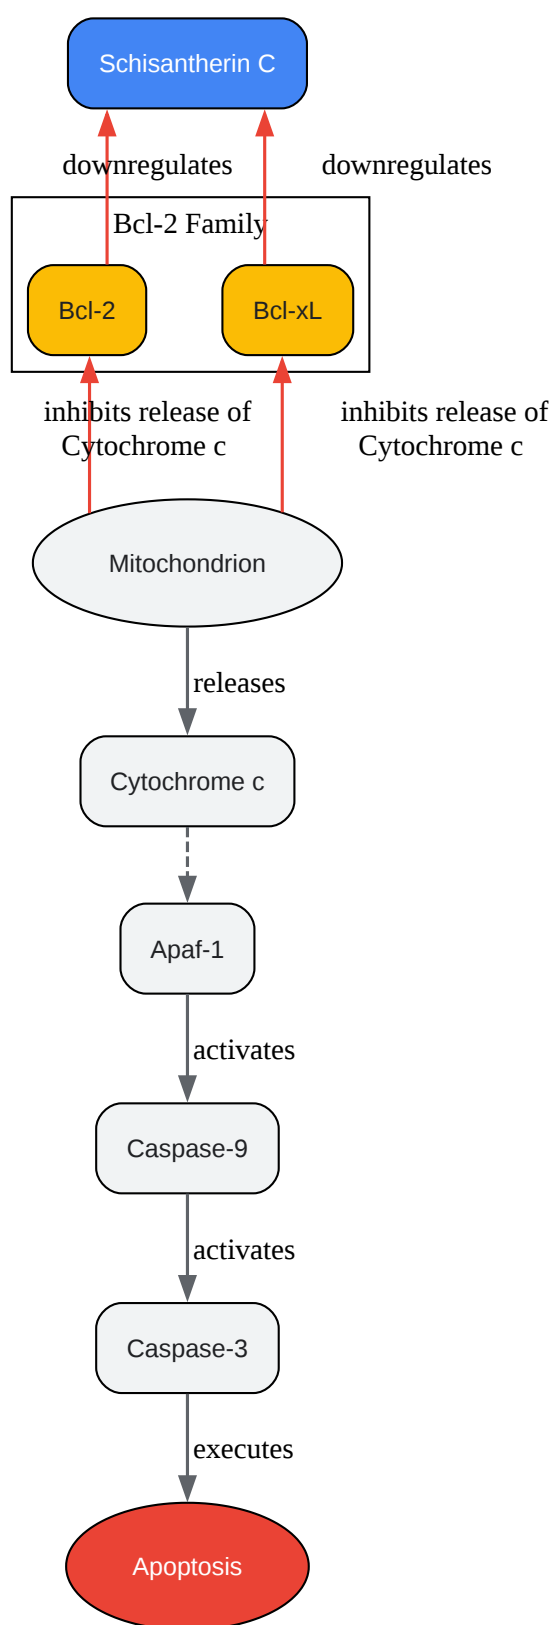 Schisantherin C
downregulates
downregulates
Bcl-2 Family
Bcl-2
Bcl-xL
inhibits release of
Cytochrome c
inhibits release of
Cytochrome c
Mitochondrion
releases
Cytochrome c
Apaf-1
activates
Caspase-9
activates
Caspase-3
executes
Apoptosis